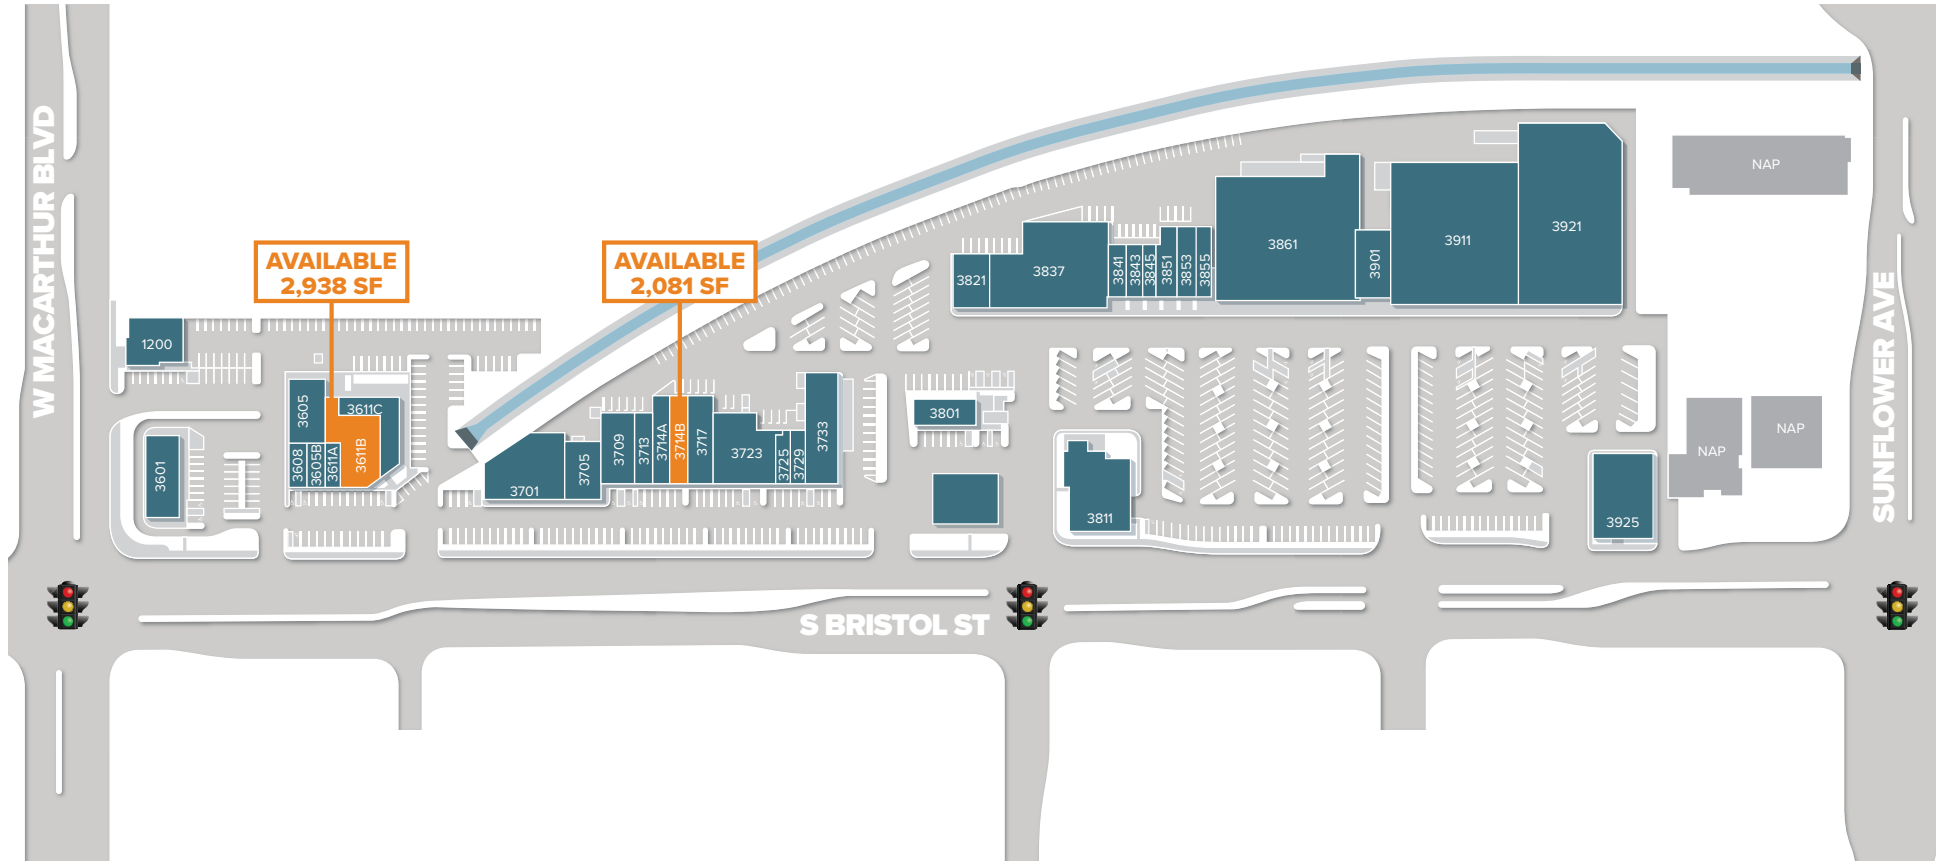 W MACARTHUR BLVD
AVAILABLE
2,938 SF
AVAILABLE
2,081 SF
1200
3601
3605
3608
3605B
3611A
3611B
3611C
3701
3705
3709
3713
3714A
3714B
3717
3723
3725
3729
3733
3801
3811
3821
3837
3841
3843
3845
3851
3853
3855
3861
3901
3911
3921
3925
NAP
NAP
NAP
SUNFLOWER AVE
S BRISTOL ST